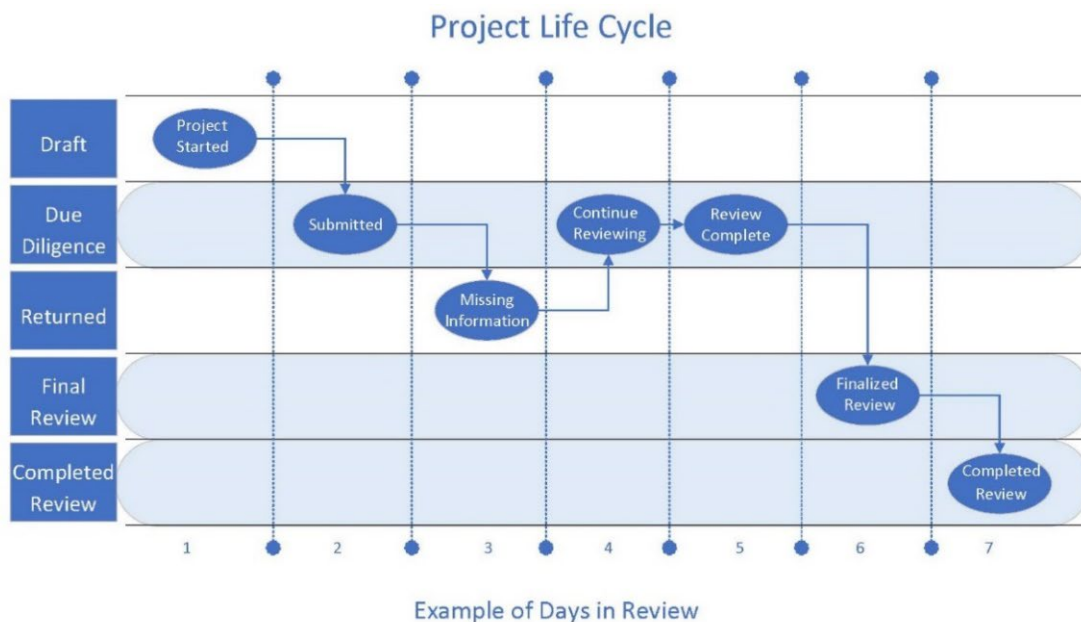 Project Life Cycle
Draft
Project
Started
Due
Diligence
Submitted
Continue
Reviewing
Review
Complete
Returned
Missing
Information
Final
Review
Finalized
Review
Completed
Review
Completed
Review
1 2 3 4 5 6 7
Example of Days in Review